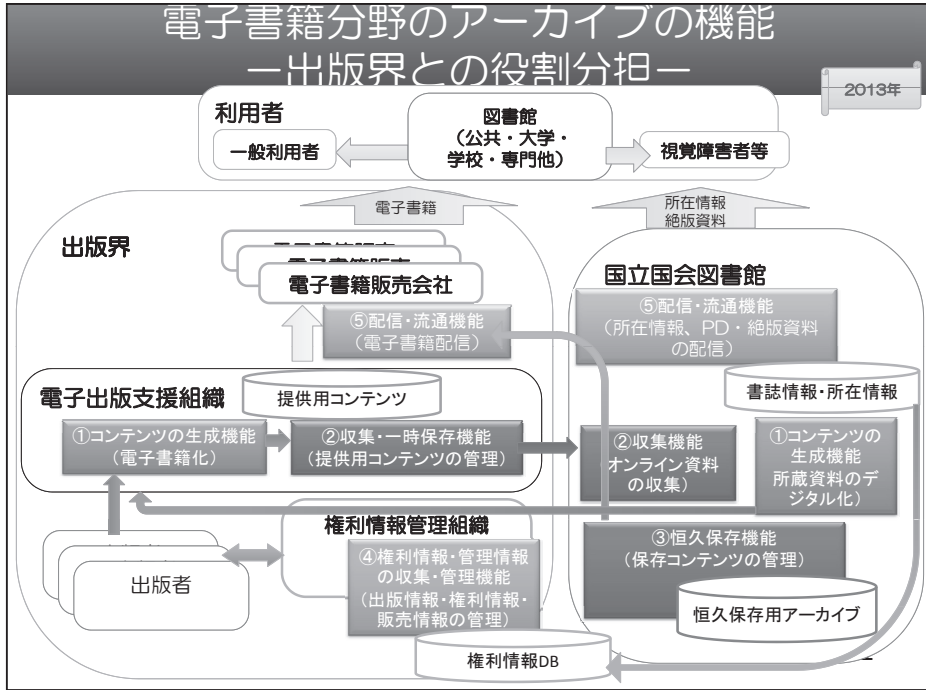 電子書籍分野のアーカイブの機能
－出版界との役割分担－
2013年
利用者
一般利用者
図書館
（公共・大学・
学校・専門他）
視覚障害者等
電子書籍
所在情報
絶版資料
出版界
電子書籍販売
電子書籍販売
電子書籍販売会社
⑤配信・流通機能
（電子書籍配信）
国立国会図書館
⑤配信・流通機能
（所在情報、PD・絶版資料
の配信）
書誌情報・所在情報
電子出版支援組織
提供用コンテンツ
①コンテンツの生成機能
（電子書籍化）
②収集・一時保存機能
（提供用コンテンツの管理）
②収集機能
（オンライン資料
の収集）
①コンテンツの
生成機能
所蔵資料のデ
ジタル化）
出版者
権利情報管理組織
④権利情報・管理情報
の収集・管理機能
（出版情報・権利情報・
販売情報の管理）
権利情報DB
③恒久保存機能
（保存コンテンツの管理）
恒久保存用アーカイブ